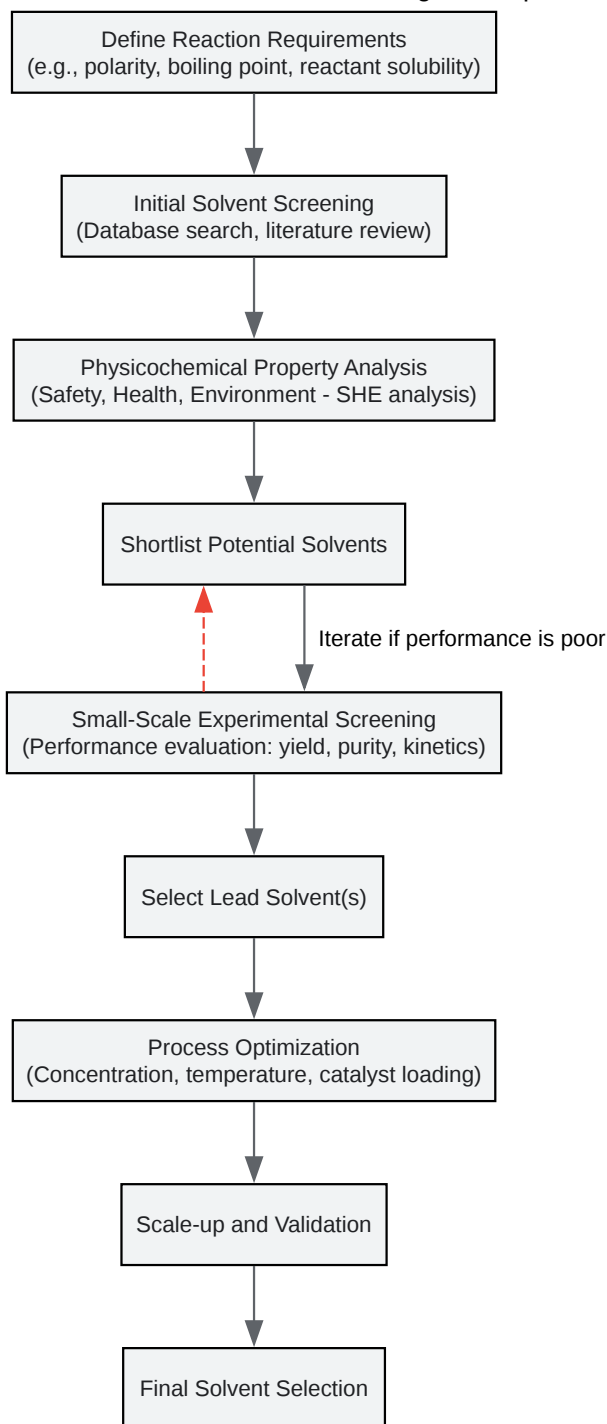 Define Reaction Requirements
(e.g., polarity, boiling point, reactant solubility)
Initial Solvent Screening
(Database search, literature review)
Physicochemical Property Analysis
(Safety, Health, Environment - SHE analysis)
Shortlist Potential Solvents
Iterate if performance is poor
Small-Scale Experimental Screening
(Performance evaluation: yield, purity, kinetics)
Select Lead Solvent(s)
Process Optimization
(Concentration, temperature, catalyst loading)
Scale-up and Validation
Final Solvent Selection